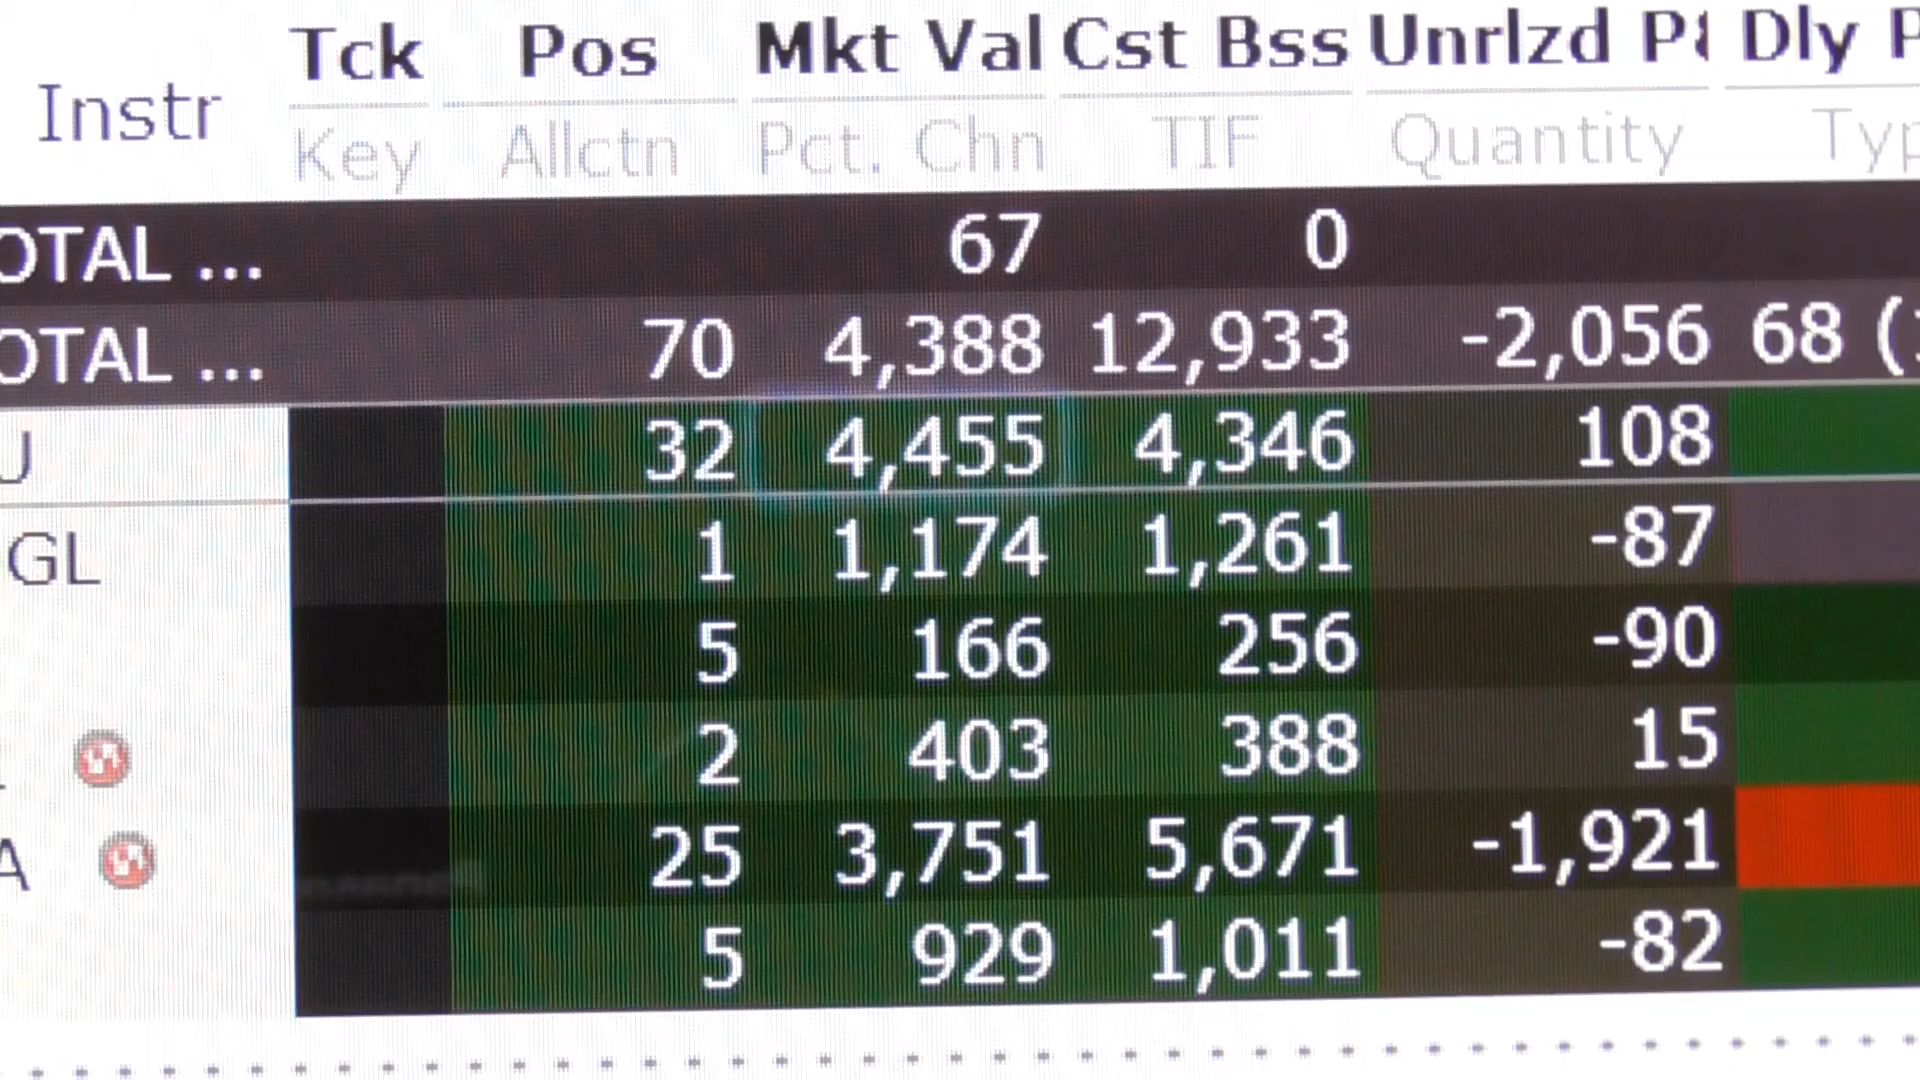 Instr Tck Pos Mkt Val Cst Bss Unrlzd P& Dly P
Key Allctn Pct. Chn TIF Quantity Typ
OTAL ... 67 0
OTAL ... 70 4,388 12,933 -2,056 68 (
J 32 4,455 4,346 108
GL 1 1,174 1,261 -87
5 166 256 -90
2 403 388 15
A 25 3,751 5,671 -1,921
5 929 1,011 -82